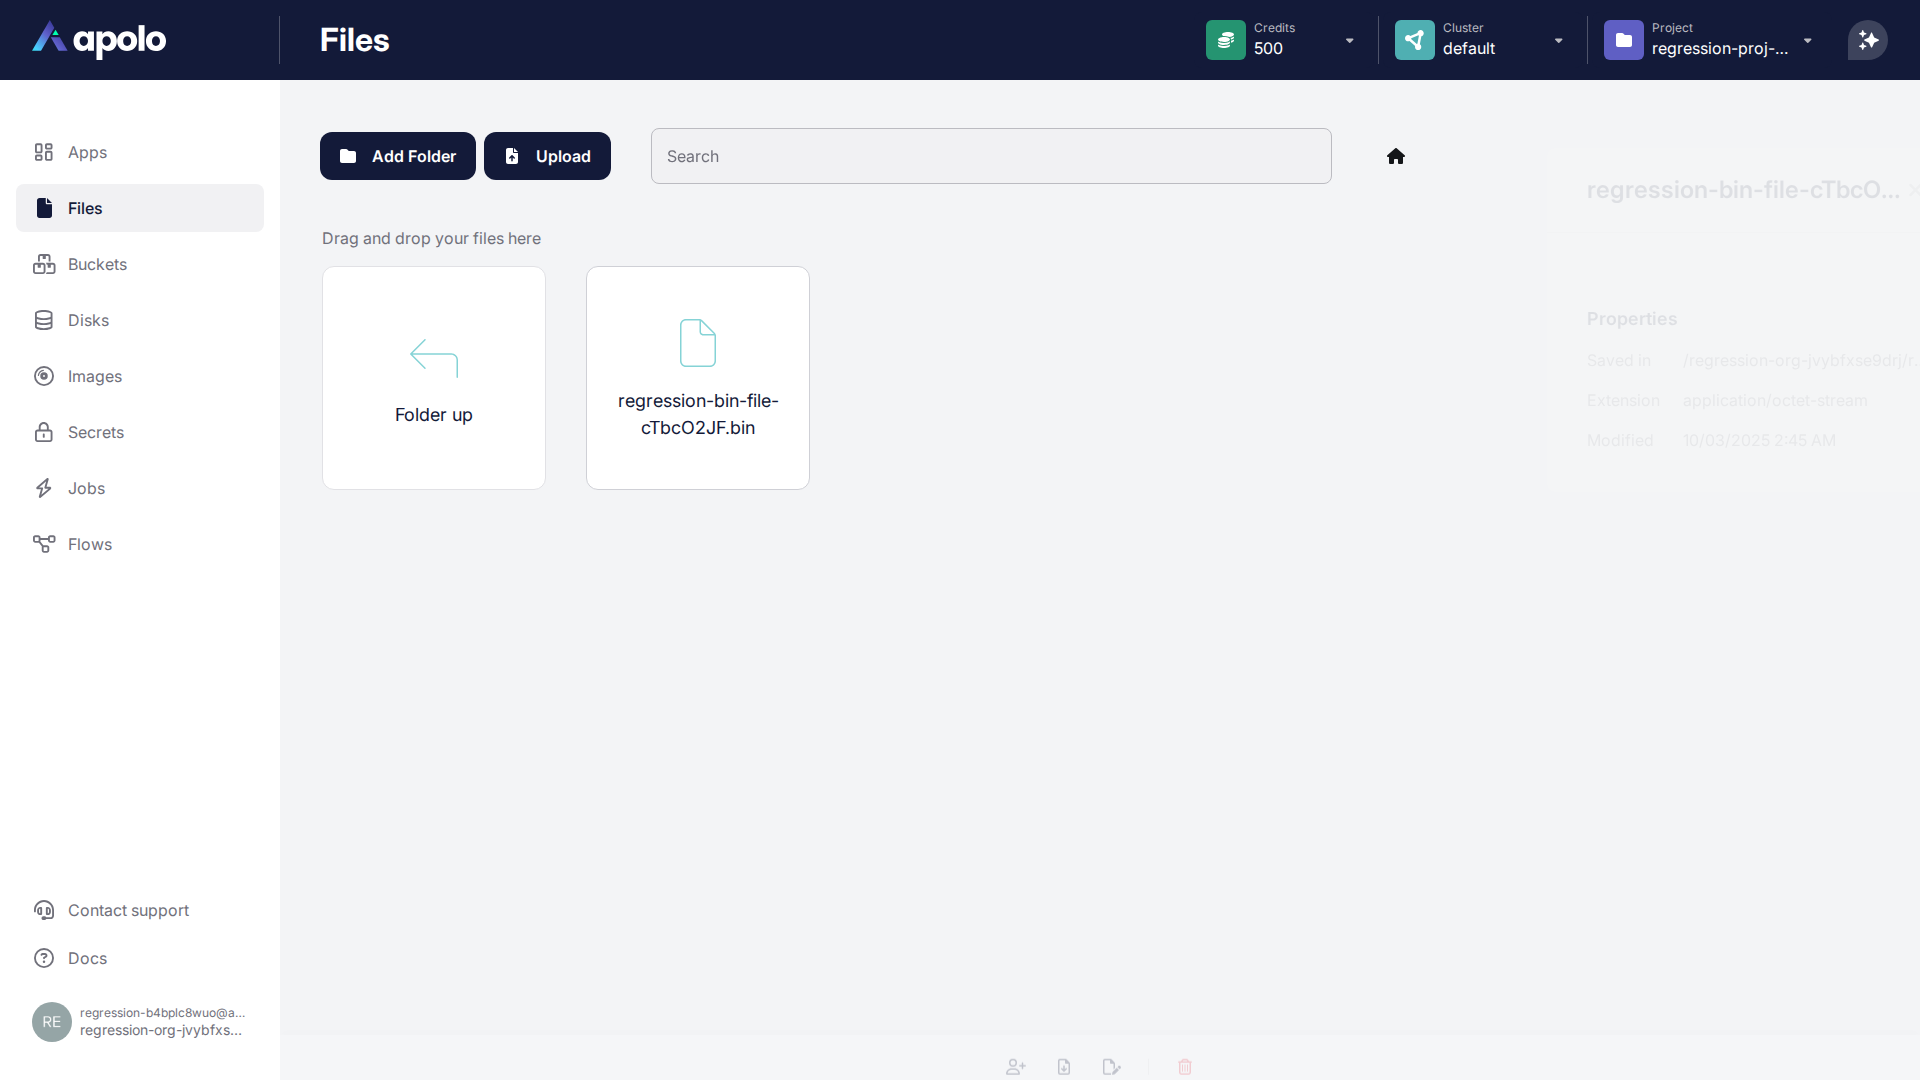 apolo
Files
Credits
500
Cluster
default
Project
regression-proj-...
Apps
Files
Buckets
Disks
Images
Secrets
Jobs
Flows
Contact support
Docs
RE
regression-b4bplc8wuo@a...
regression-org-jvybfxs...
Add Folder
Upload
Search
Drag and drop your files here
Folder up
regression-bin-file-
cTbcO2JF.bin
regression-bin-file-cTbcO...
Properties
Saved in /regression-org-jvybfxse9drj/r...
Extension application/octet-stream
Modified 10/03/2025 2:45 AM